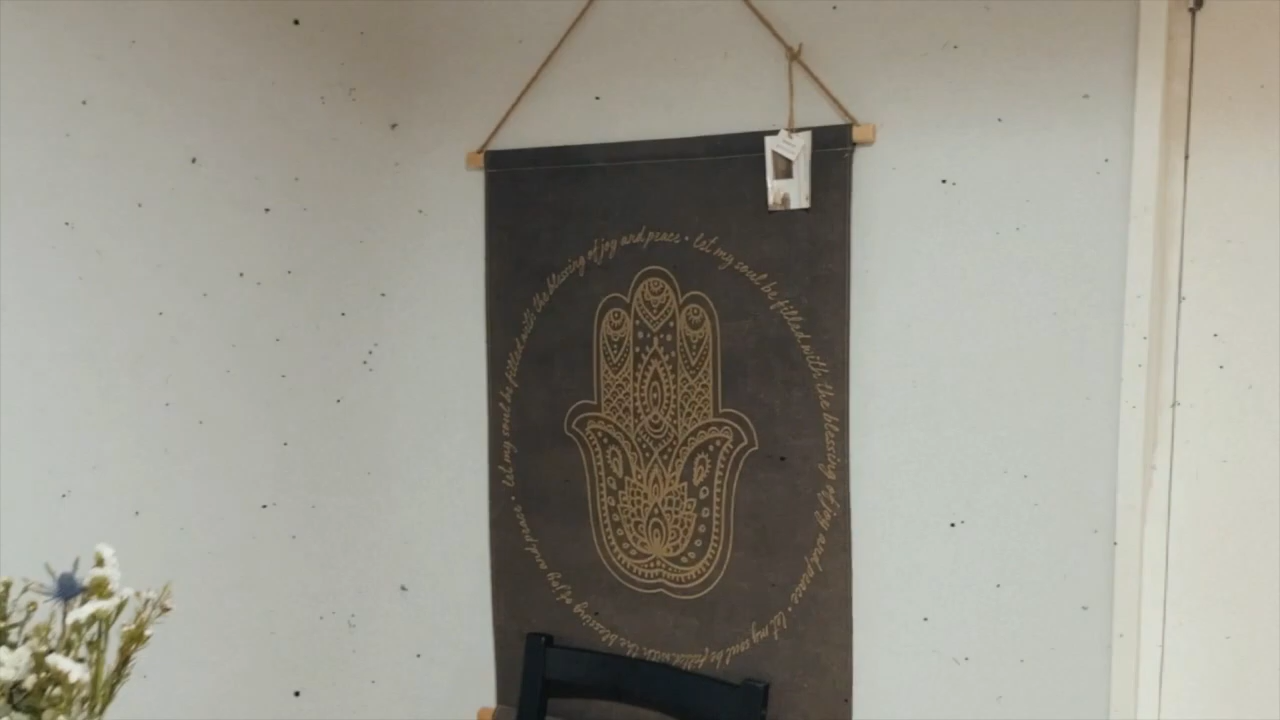 let my soul be filled with the blessing of joy and peace • let my soul be filled with the blessing of joy and peace • let my soul be filled with the blessing of joy and peace •